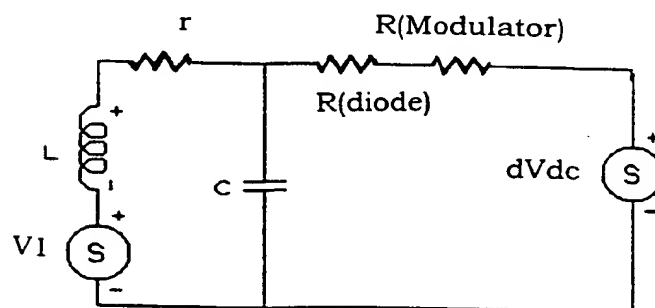 r
R(Modulator)
R(diode)
+
L
C
dVdc
+
S
-
+
V1
S
-